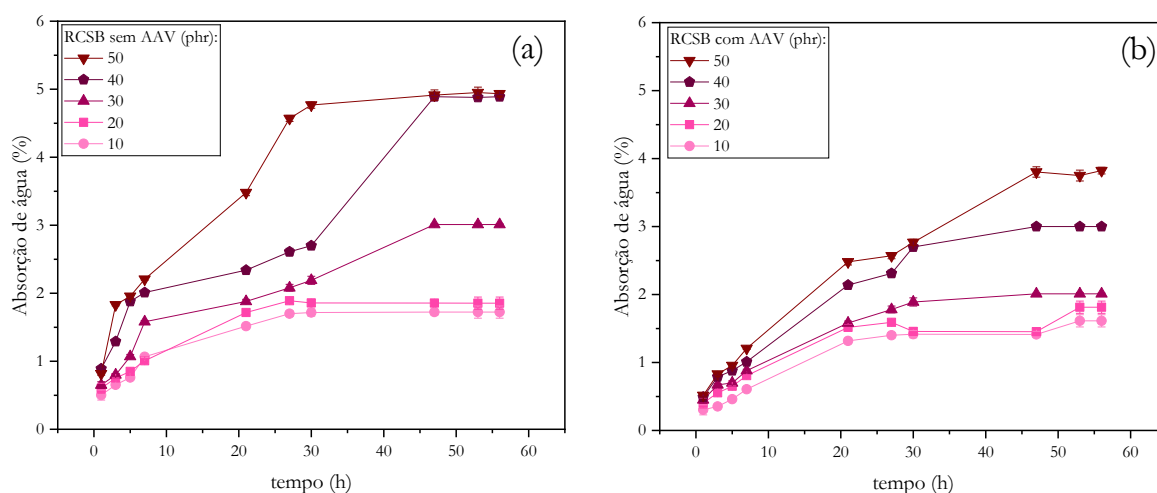 (a)
RCSB sem AAV (phr):
50
40
30
20
10
Absorção de água (%)
6
5
4
3
2
1
0
0 10 20 30 40 50 60
tempo (h)
(b)
RCSB com AAV (phr):
50
40
30
20
10
Absorção de água (%)
6
5
4
3
2
1
0
0 10 20 30 40 50 60
tempo (h)